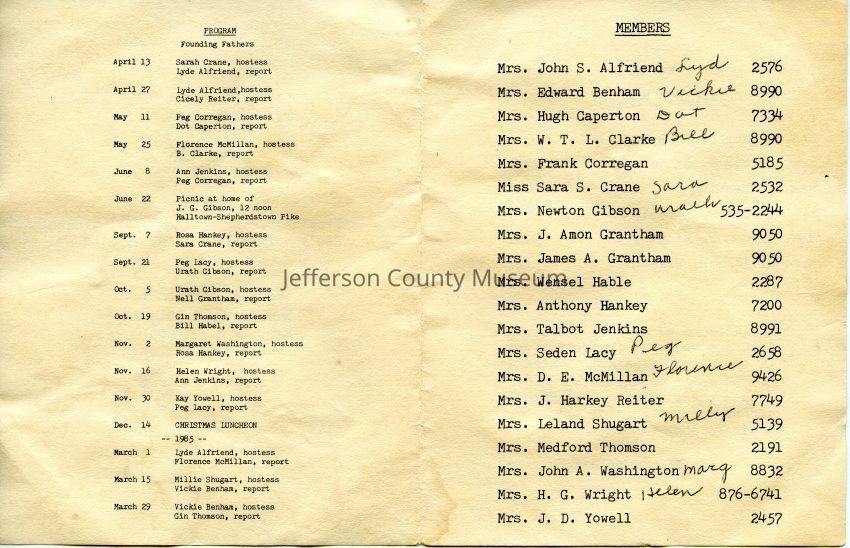 PROGRAM
Founding Fathers
April 13 Sarah Crane, hostess
Lyde Alfriend, report
April 27 Lyde Alfriend,hostess
Cicely Reiter, report
May 11 Peg Corregan, hostess
Dot Caperton, report
May 25 Florence McMillan, hostess
B. Clarke, report
June 8 Ann Jenkins, hostess
Peg Corregan, report
June 22 Picnic at home of
J. G. Gibson, 12 noon
Halltown-Shepherdstown Pike
Sept. 7 Rosa Hankey, hostess
Sara Crane, report
Sept. 21 Peg Lacy, hostess
Urath Gibson, report
Oct. 5 Urath Gibson, hostess
Nell Grantham, report
Oct. 19 Gin Thomson, hostess
Bill Habel, report
Nov. 2 Margaret Washington, hostess
Rosa Hankey, report
Nov. 16 Helen Wright, hostess
Ann Jenkins, report
Nov. 30 Kay Yowell, hostess
Peg Lacy, report
Dec. 14 CHRISTMAS LUNCHEON
-- 1985 --
March 1 Lyde Alfriend, hostess
Florence McMillan, report
March 15 Millie Shugart, hostess
Vickie Benham, report
March 29 Vickie Benham, hostess
Gin Thomson, report
MEMBERS
Mrs. John S. Alfriend Lyd 2576
Mrs. Edward Benham Vickie 8990
Mrs. Hugh Caperton Dot 7334
Mrs. W. T. L. Clarke Bill 8990
Mrs. Frank Corregan 5185
Miss Sara S. Crane Sara 2532
Mrs. Newton Gibson 535-2244
Mrs. J. Amon Grantham 9050
Mrs. James A. Grantham 9050
Mrs. Wensel Hable 2287
Mrs. Anthony Hankey 7200
Mrs. Talbot Jenkins 8991
Mrs. Seden Lacy Peg 2658
Mrs. D. E. McMillan Florence 9426
Mrs. J. Harkey Reiter 7749
Mrs. Leland Shugart Milly 5139
Mrs. Medford Thomson 2191
Mrs. John A. Washington Marg 8832
Mrs. H. G. Wright Helen 876-6741
Mrs. J. D. Yowell 2457
Jefferson County Museum